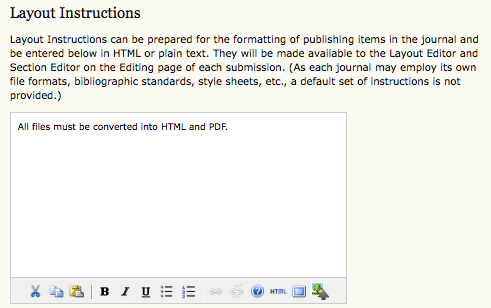 Layout Instructions
Layout Instructions can be prepared for the formatting of publishing items in the journal and
be entered below in HTML or plain text. They will be made available to the Layout Editor and
Section Editor on the Editing page of each submission. (As each journal may employ its own
file formats, bibliographic standards, style sheets, etc., a default set of instructions is not
provided.)
All files must be converted into HTML and PDF.
B I U HTML